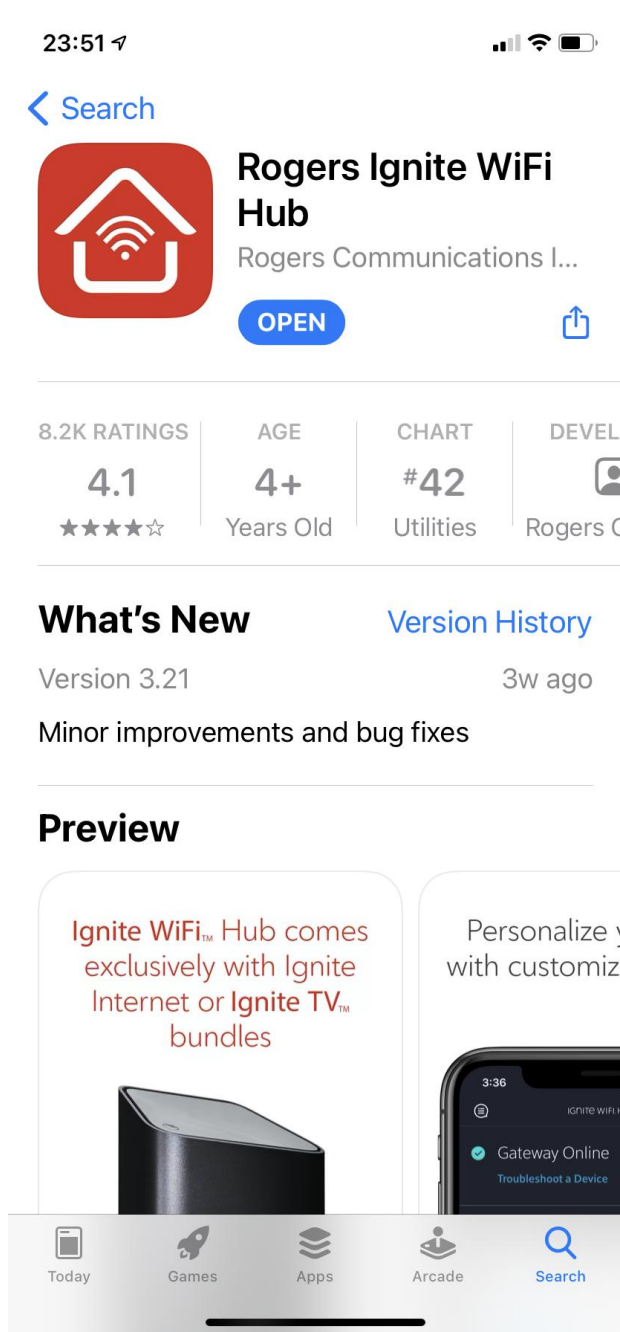 23:51
Search
Rogers Ignite WiFi
Hub
Rogers Communications I...
OPEN
8.2K RATINGS
4.1
AGE
4+
Years Old
CHART
#42
Utilities
DEVEL
Rogers C
What's New
Version History
Version 3.21
3w ago
Minor improvements and bug fixes
Preview
Ignite WiFi™ Hub comes
exclusively with Ignite
Internet or Ignite TV™
bundles
Personalize y
with customiz
3:36
IGNITE WIFI H
Gateway Online
Troubleshoot a Device
Today
Games
Apps
Arcade
Search